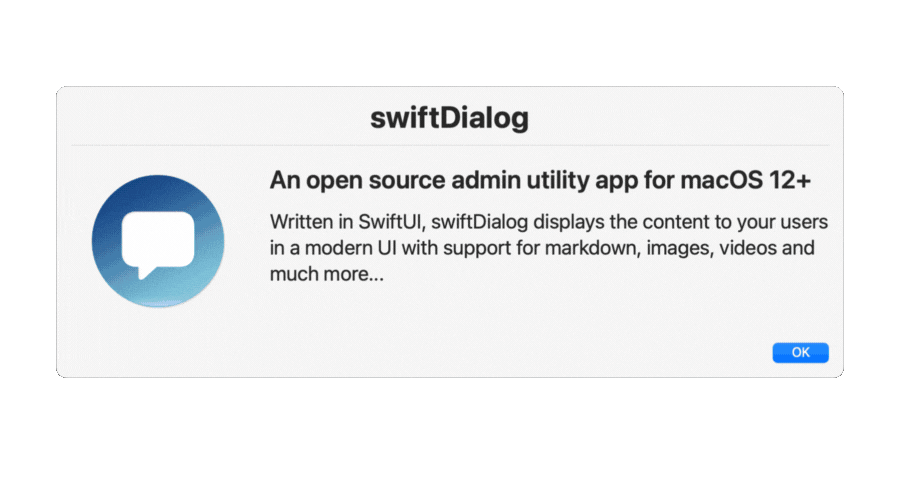 swiftDialog
An open source admin utility app for macOS 12+
Written in SwiftUI, swiftDialog displays the content to your users
in a modern UI with support for markdown, images, videos and
much more...
OK